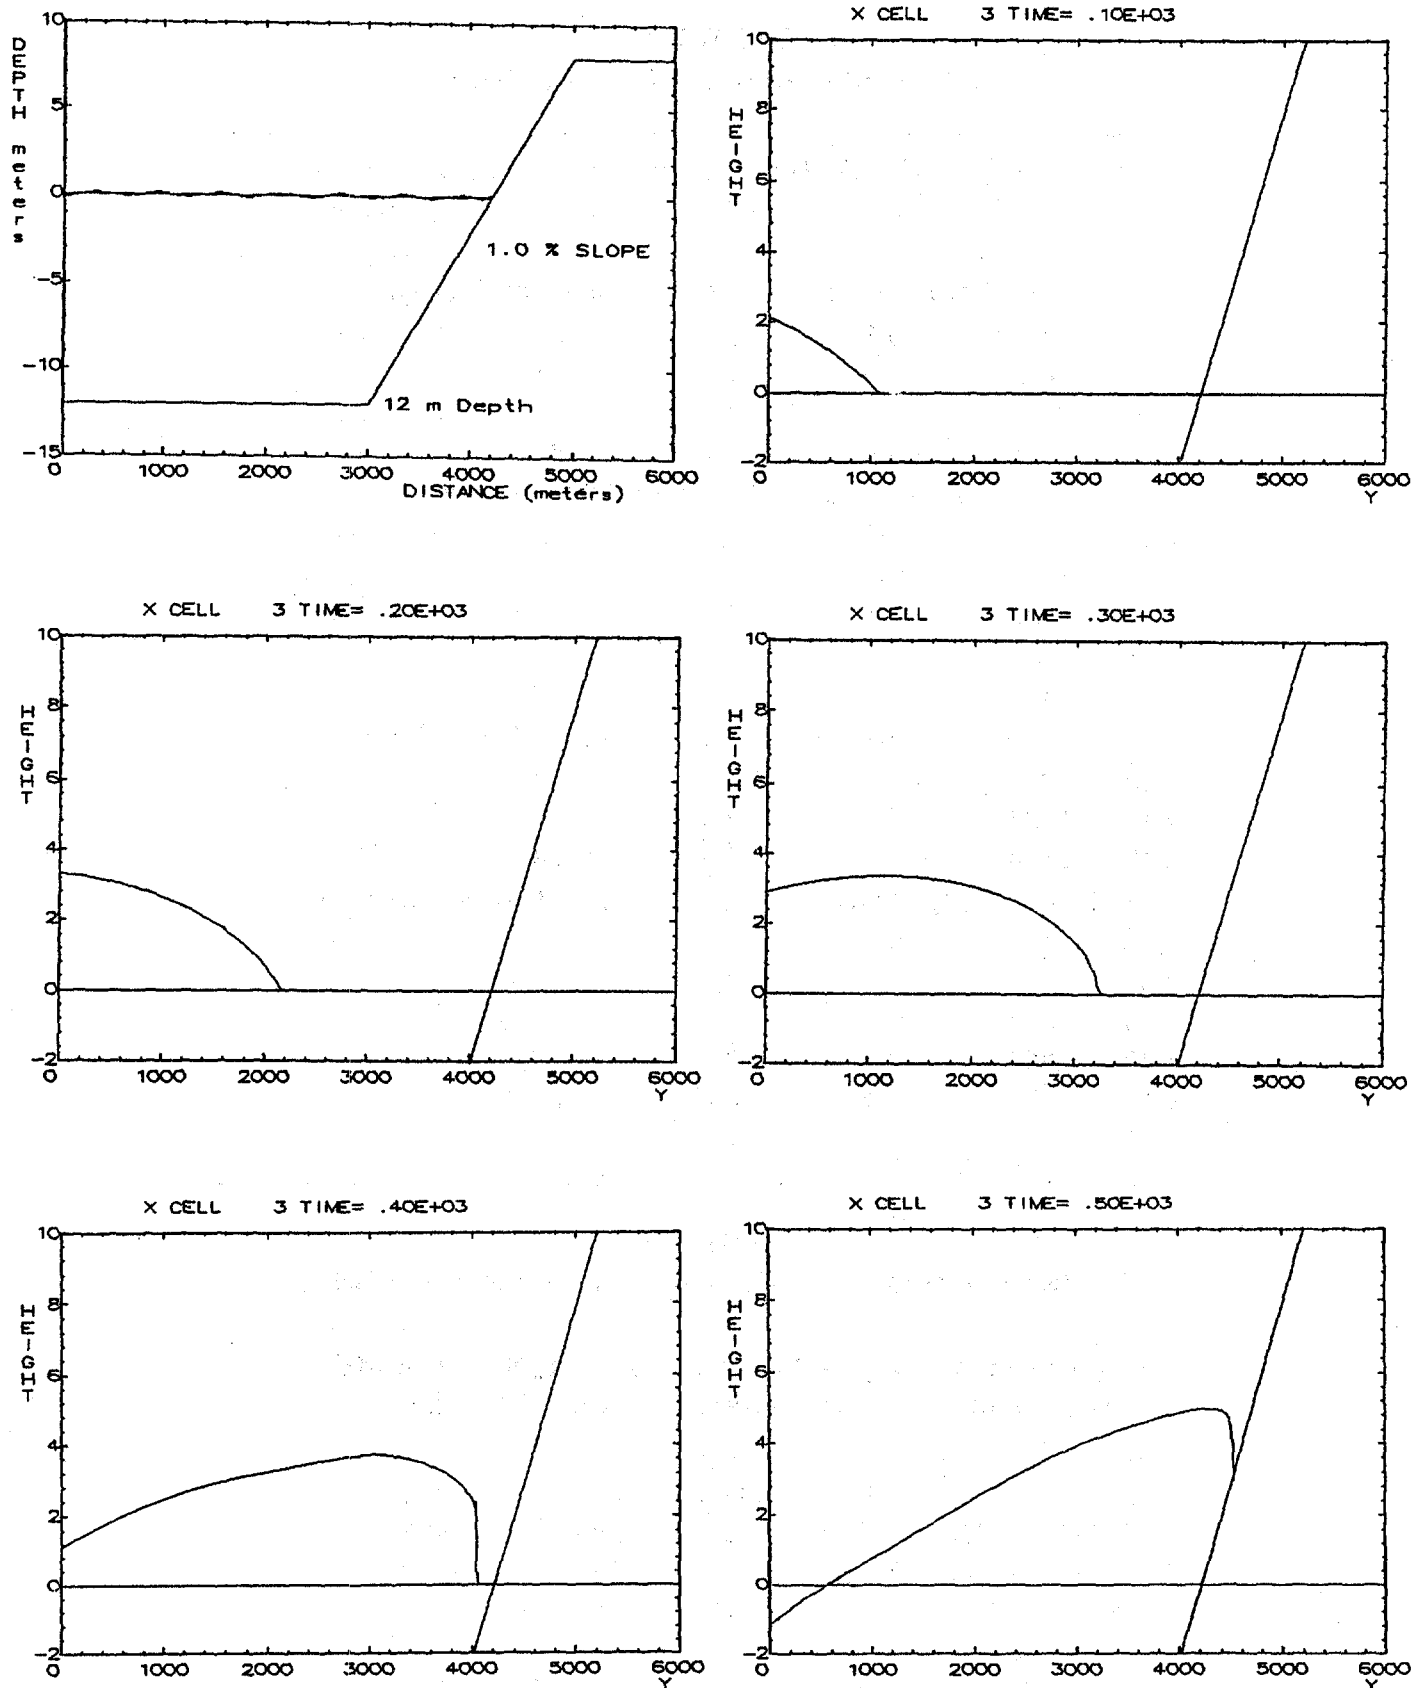 10
5
0
-5
-10
-15
DEPTH meters
1.0 % SLOPE
12 m Depth
0 1000 2000 3000 4000 5000 6000
DISTANCE (meters)
X CELL 3 TIME= .10E+03
10
8
6
4
2
0
-2
HEIGHT
0 1000 2000 3000 4000 5000 6000
Y
X CELL 3 TIME= .20E+03
10
8
6
4
2
0
-2
HEIGHT
0 1000 2000 3000 4000 5000 6000
Y
X CELL 3 TIME= .30E+03
10
8
6
4
2
0
-2
HEIGHT
0 1000 2000 3000 4000 5000 6000
Y
X CELL 3 TIME= .40E+03
10
8
6
4
2
0
-2
HEIGHT
0 1000 2000 3000 4000 5000 6000
Y
X CELL 3 TIME= .50E+03
10
8
6
4
2
0
-2
HEIGHT
0 1000 2000 3000 4000 5000 6000
Y